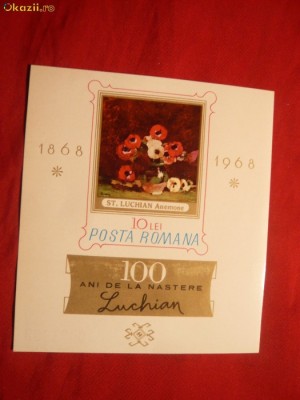 Okazii.ro
1868
1968
ST. LUCHIAN ANEMONE
10 LEI
POSTA ROMANA
100
ANI DE LA NASTERE
Luchian